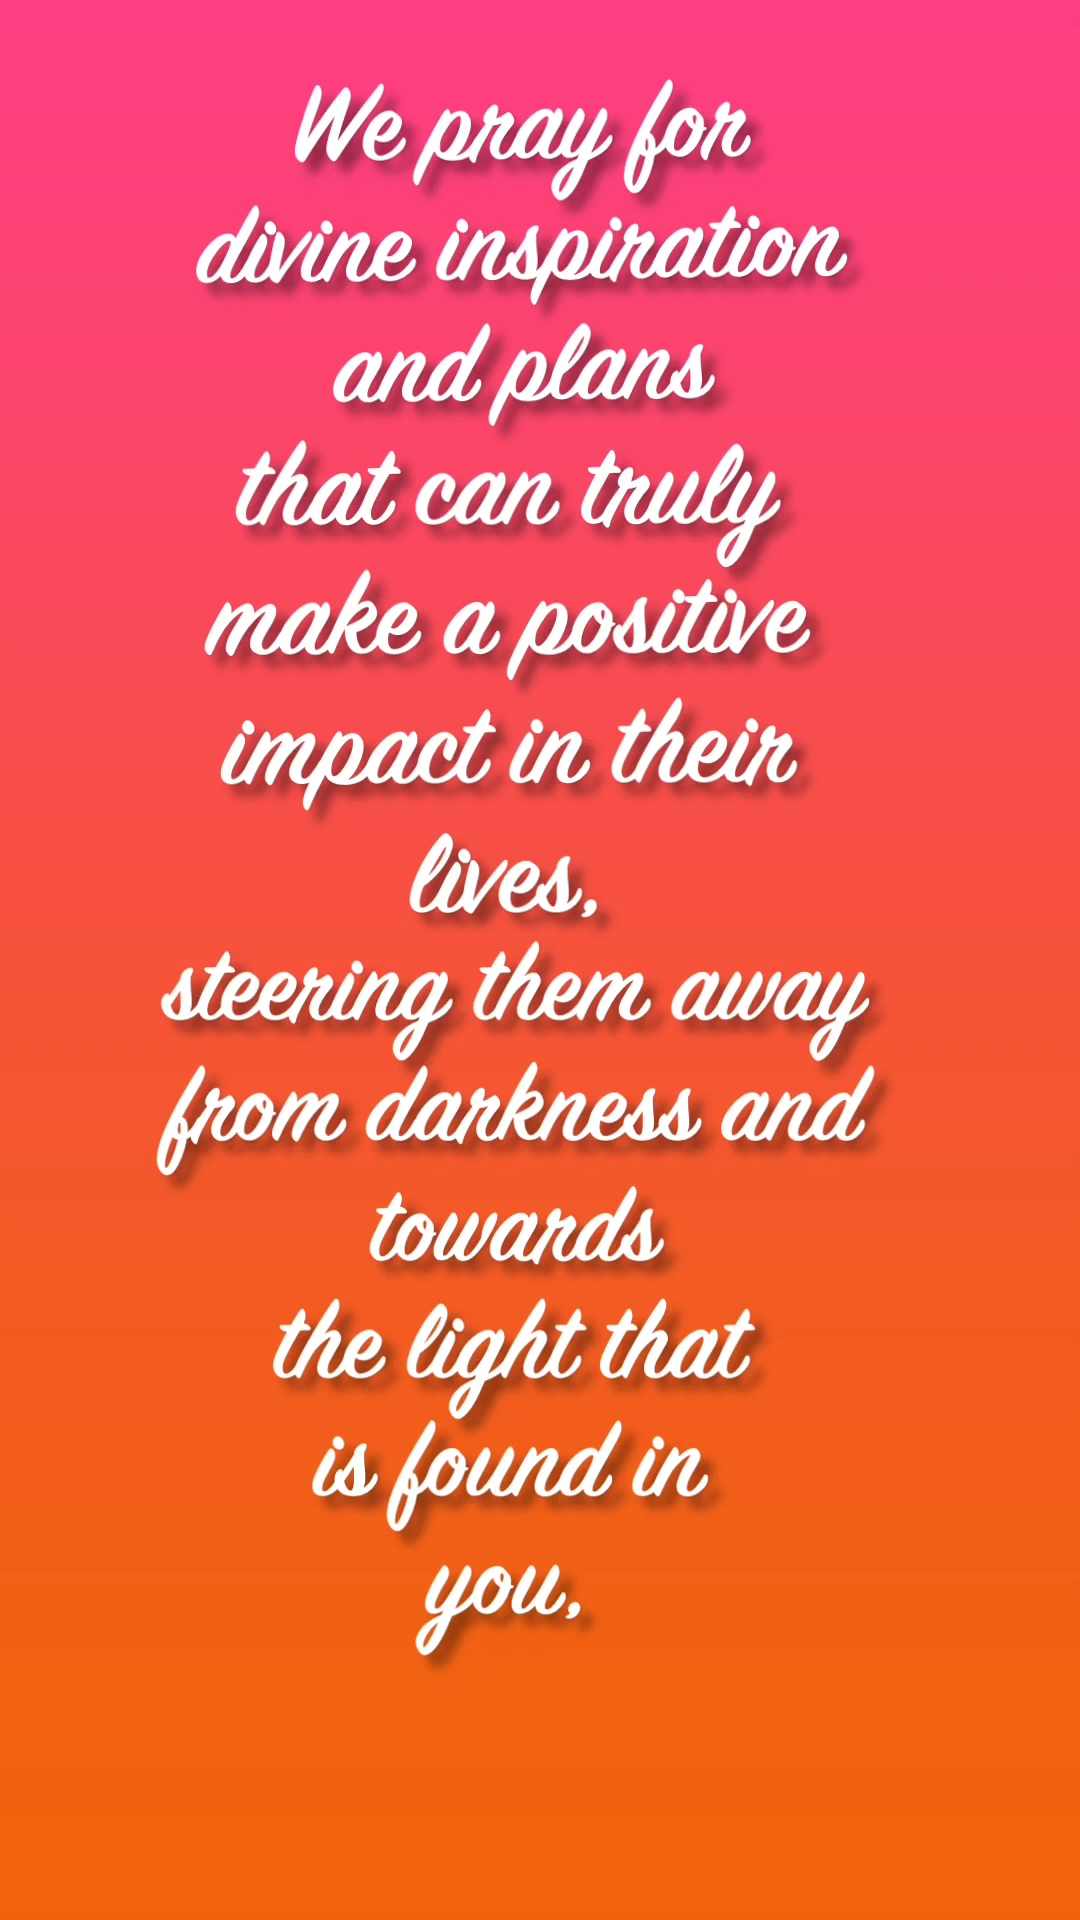 We pray for
divine inspiration
and plans
that can truly
make a positive
impact in their
lives,
steering them away
from darkness and
towards
the light that
is found in
you,